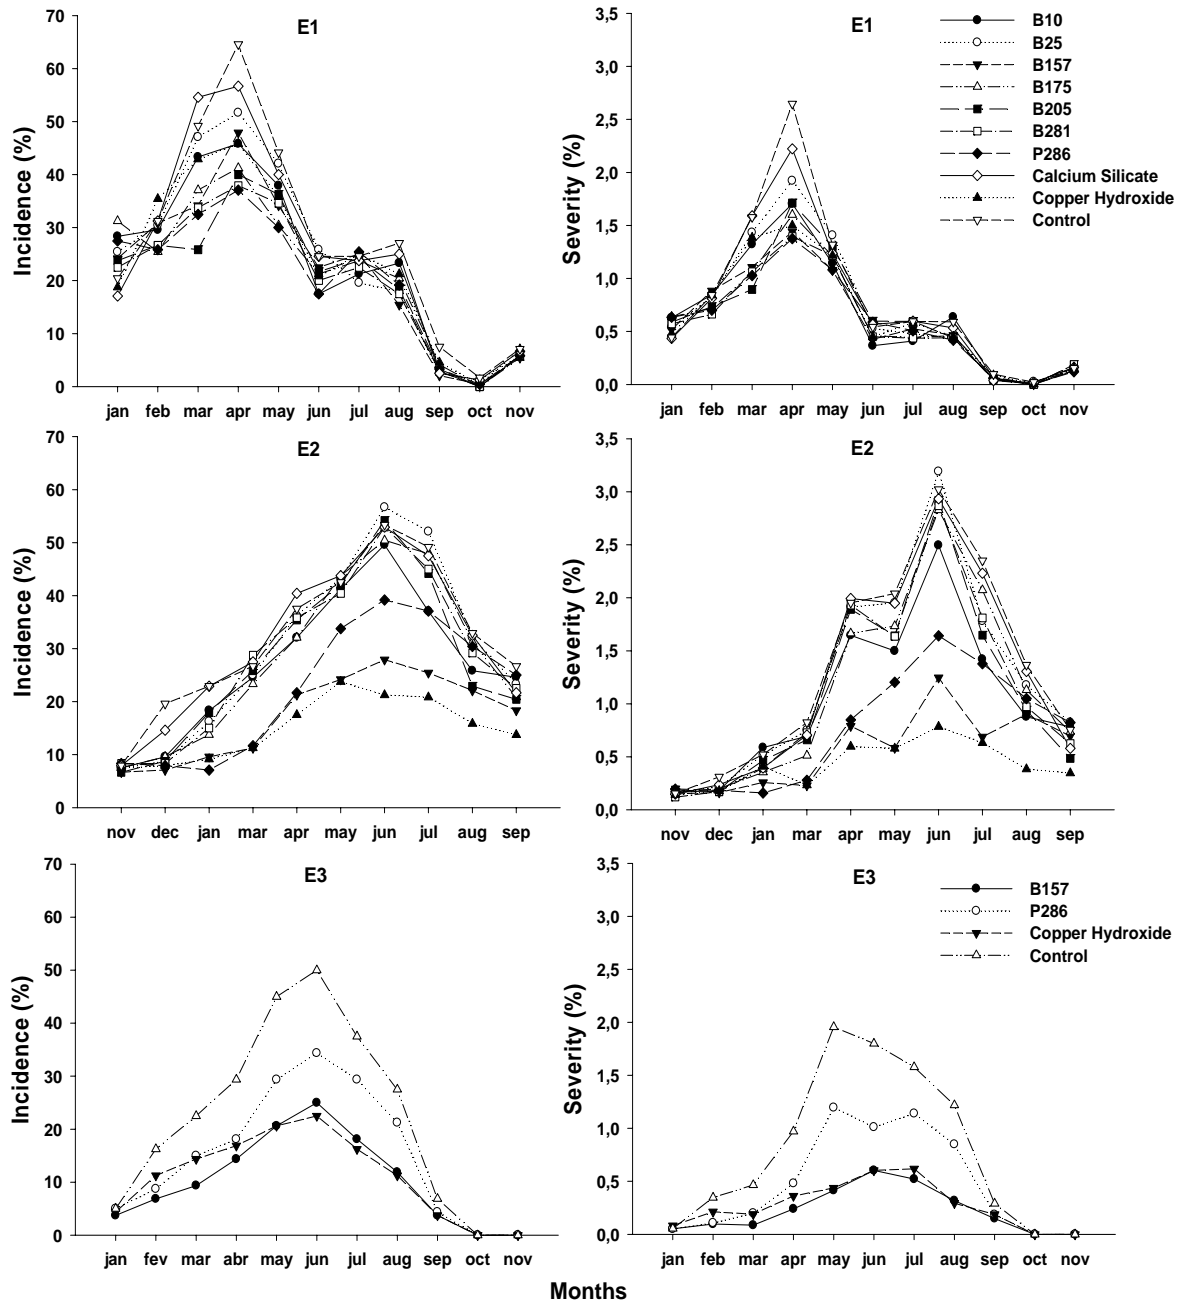 E1
Incidence (%)
70
60
50
40
30
20
10
0
jan feb mar apr may jun jul aug sep oct nov
E1
Severity (%)
3,5
3,0
2,5
2,0
1,5
1,0
0,5
0,0
jan feb mar apr may jun jul aug sep oct nov
B10
B25
B157
B175
B205
B281
P286
Calcium Silicate
Copper Hydroxide
Control
E2
Incidence (%)
70
60
50
40
30
20
10
0
nov dec jan mar apr may jun jul aug sep
E2
Severity (%)
3,5
3,0
2,5
2,0
1,5
1,0
0,5
0,0
nov dec jan mar apr may jun jul aug sep
E3
Incidence (%)
70
60
50
40
30
20
10
0
jan fev mar abr may jun jul aug sep oct nov
E3
Severity (%)
3,5
3,0
2,5
2,0
1,5
1,0
0,5
0,0
jan feb mar apr may jun jul aug sep oct nov
B157
P286
Copper Hydroxide
Control
Months